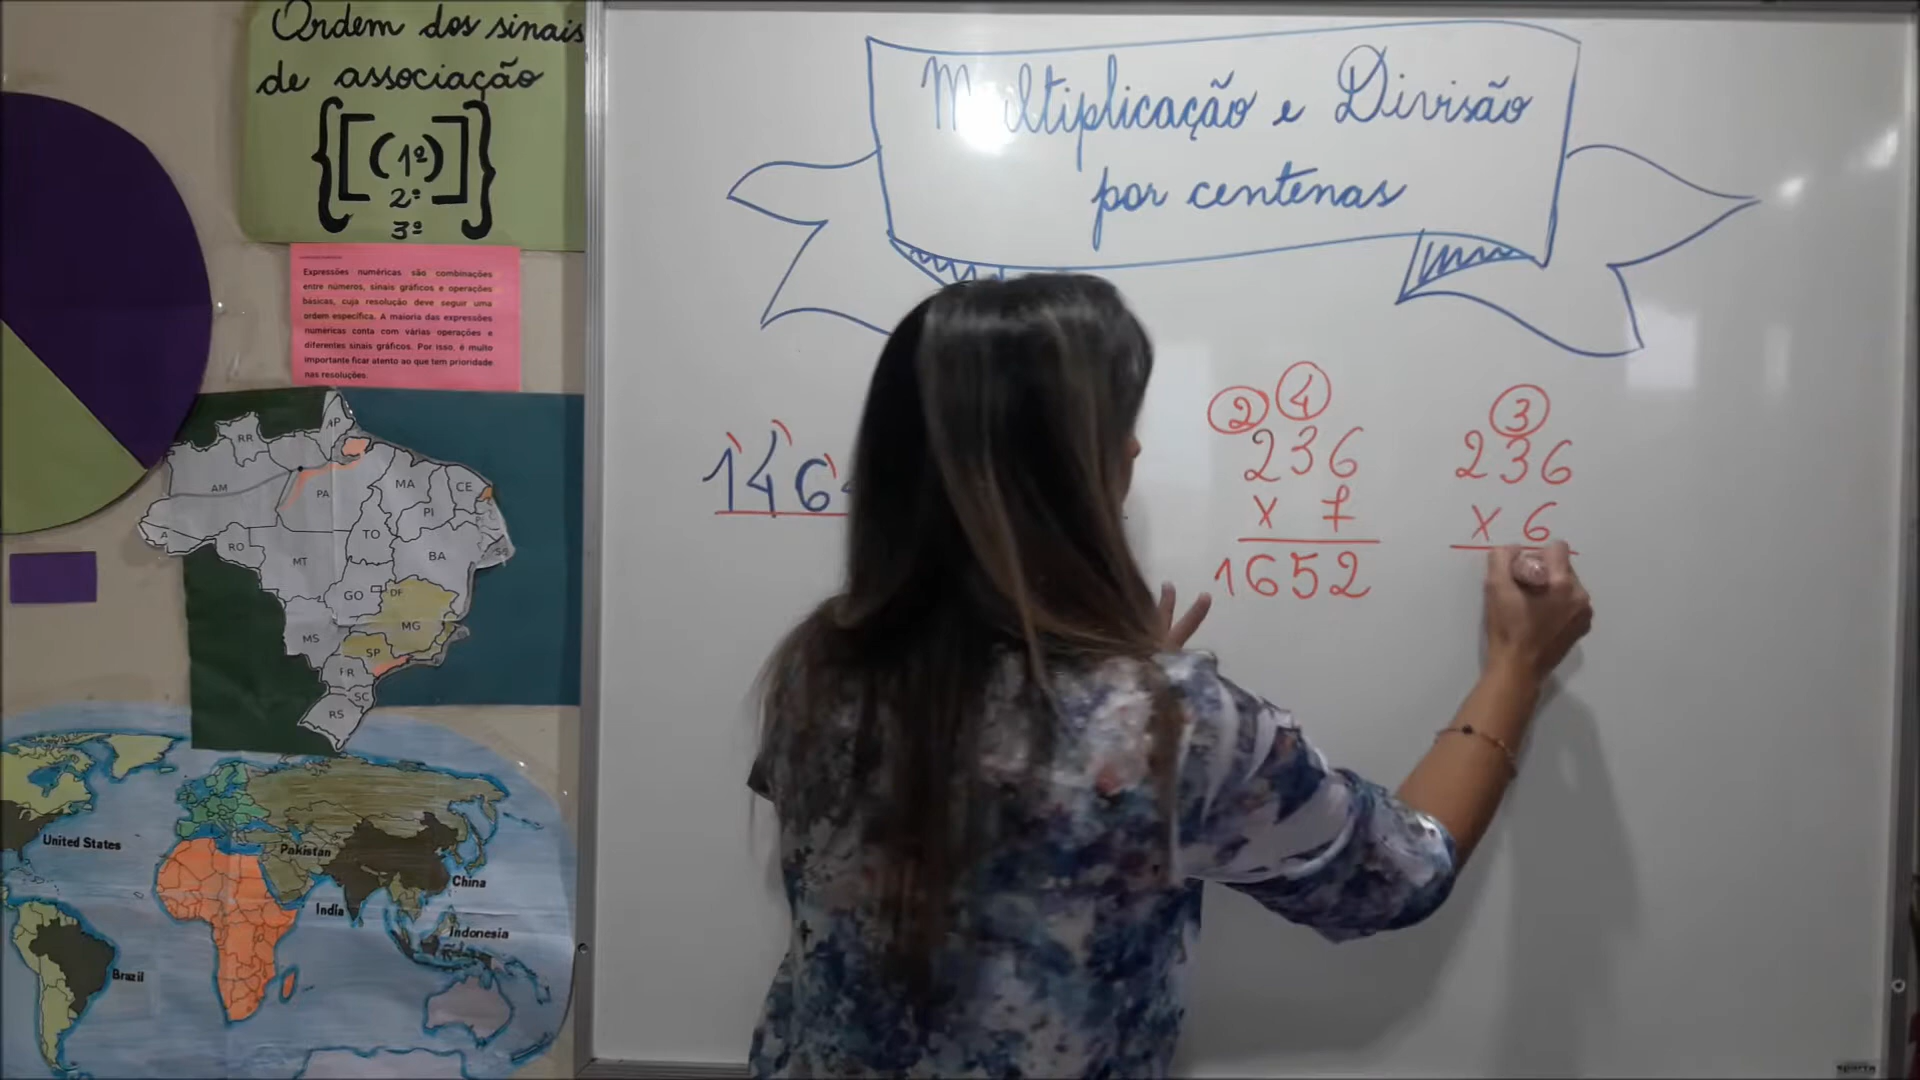 Ordem dos sinais
de associação
{[(1º)]}
2º
3º
Expressões numéricas são combinações
entre números, sinais gráficos e operações
básicas, cuja resolução deve seguir uma
ordem específica. A maioria das expressões
numéricas conta com várias operações e
diferentes sinais gráficos. Por isso, é muito
importante ficar atento ao que tem prioridade
nas resoluções.
Multiplicação e Divisão
por centenas
146
2 4
236
x 7
1652
3
236
x 6
RR
AP
AM
PA
MA
CE
PI
TO
RO
BA
MT
GO
DF
MG
MS
SP
SC
RS
United States
Pakistan
China
India
Indonesia
Brazil